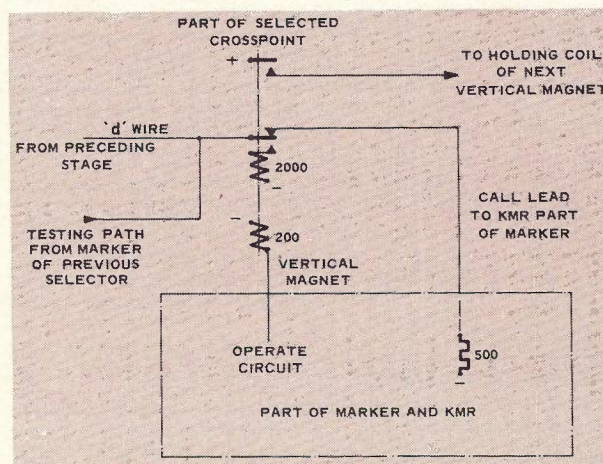 PART OF SELECTED
CROSSPOINT
+
TO HOLDING COIL
OF NEXT
VERTICAL MAGNET
'd' WIRE
FROM PRECEDING
STAGE
2000
−
TESTING PATH
FROM MARKER
OF PREVIOUS
SELECTOR
−
200
VERTICAL
MAGNET
CALL LEAD
TO KMR PART
OF MARKER
OPERATE
CIRCUIT
500
−
PART OF MARKER AND KMR